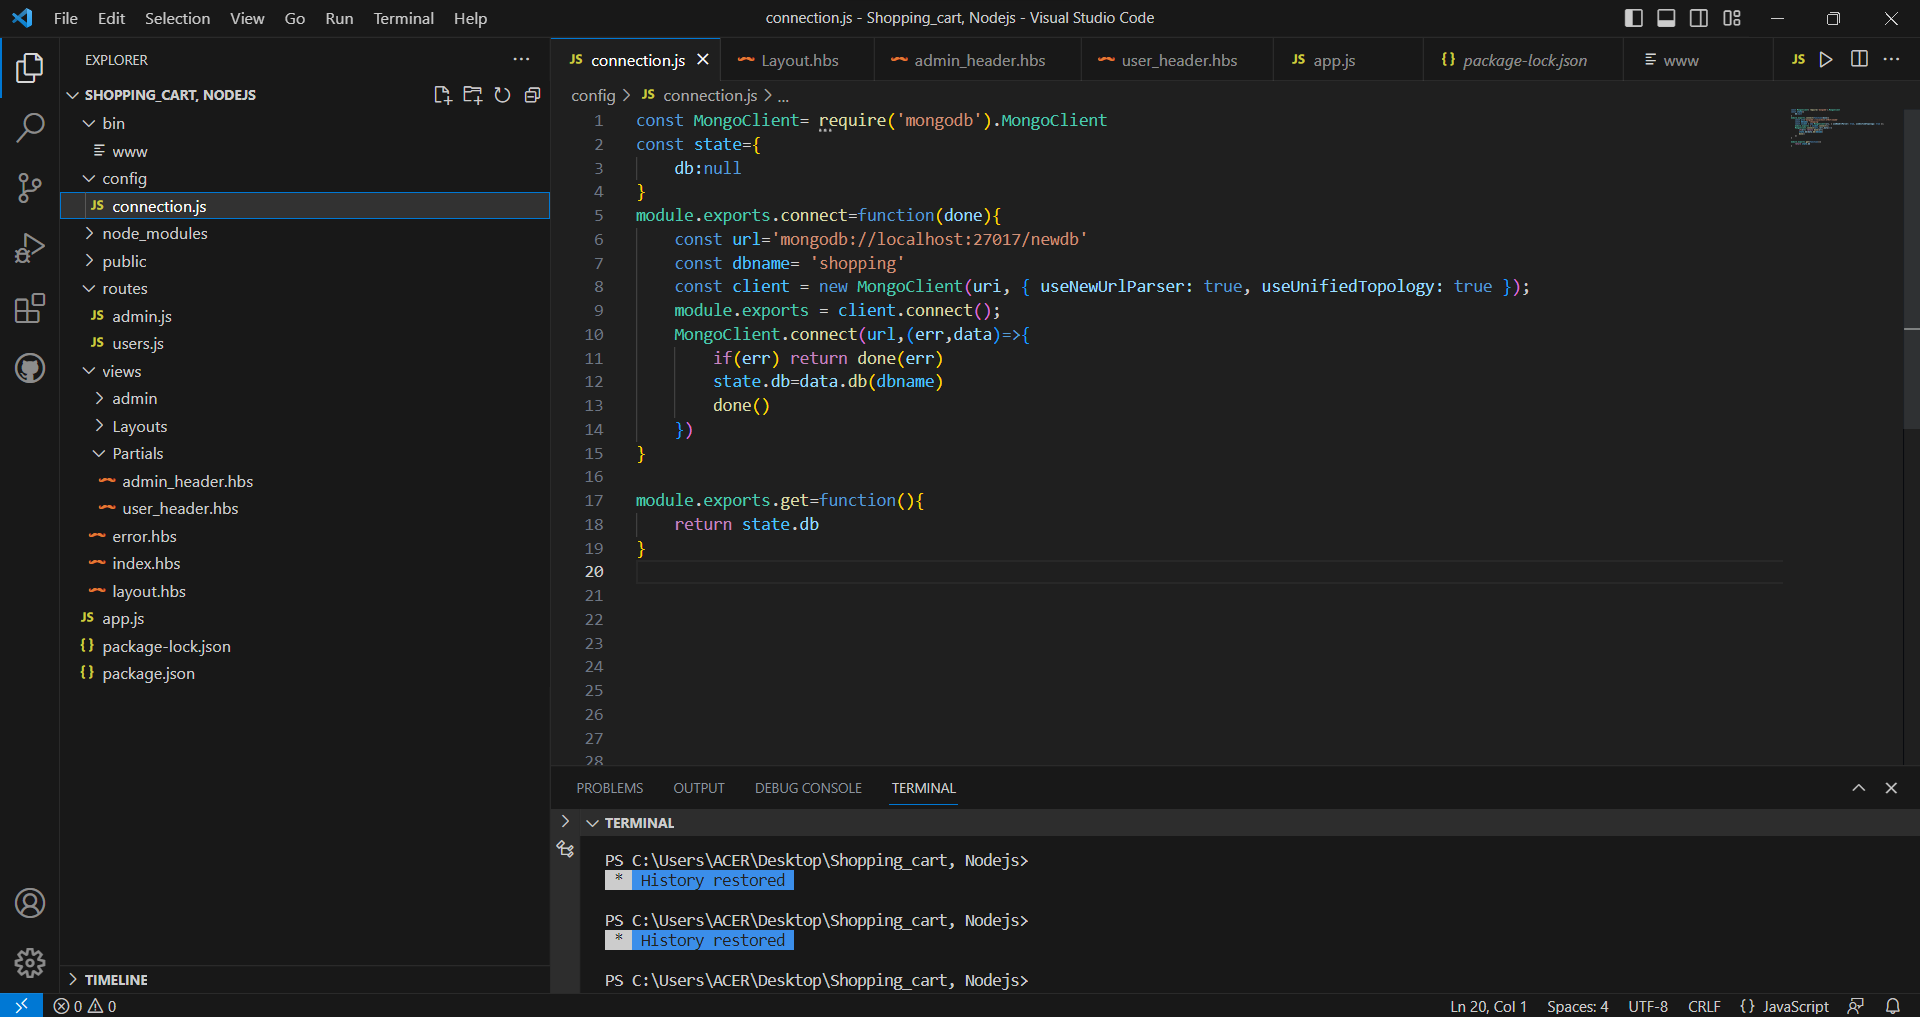 File Edit Selection View Go Run Terminal Help
connection.js - Shopping_cart, Nodejs - Visual Studio Code
EXPLORER
SHOPPING_CART, NODEJS
bin
www
config
JS connection.js
node_modules
public
routes
JS admin.js
JS users.js
views
admin
Layouts
Partials
admin_header.hbs
user_header.hbs
error.hbs
index.hbs
layout.hbs
JS app.js
{} package-lock.json
{} package.json
TIMELINE
JS connection.js Layout.hbs admin_header.hbs user_header.hbs JS app.js {} package-lock.json www JS
config > JS connection.js > ...
1 const MongoClient= require('mongodb').MongoClient
2 const state={
3 db:null
4 }
5 module.exports.connect=function(done){
6 const url='mongodb://localhost:27017/newdb'
7 const dbname= 'shopping'
8 const client = new MongoClient(uri, { useNewUrlParser: true, useUnifiedTopology: true });
9 module.exports = client.connect();
10 MongoClient.connect(url,(err,data)=>{
11 if(err) return done(err)
12 state.db=data.db(dbname)
13 done()
14 })
15 }
16
17 module.exports.get=function(){
18 return state.db
19 }
20
21
22
23
24
25
26
27
28
PROBLEMS OUTPUT DEBUG CONSOLE TERMINAL
TERMINAL
PS C:\Users\ACER\Desktop\Shopping_cart, Nodejs>
* History restored
PS C:\Users\ACER\Desktop\Shopping_cart, Nodejs>
* History restored
PS C:\Users\ACER\Desktop\Shopping_cart, Nodejs>
0 0 Ln 20, Col 1 Spaces: 4 UTF-8 CRLF {} JavaScript